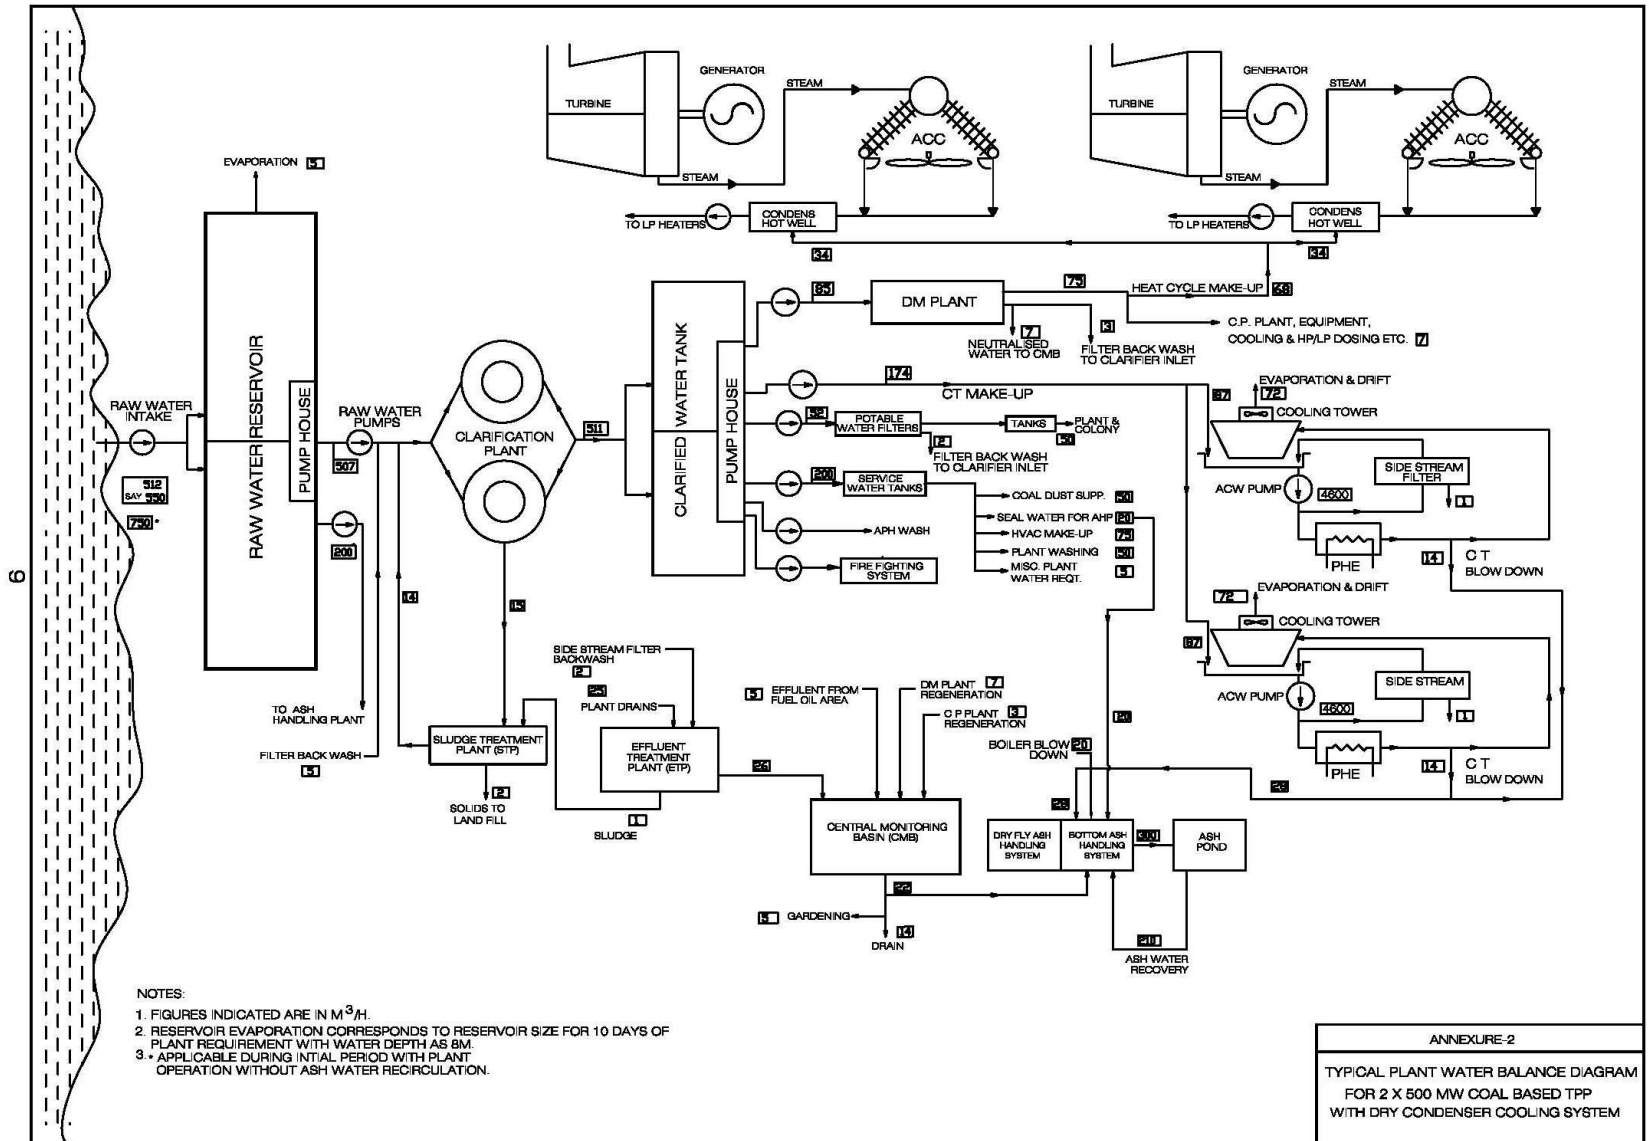 GENERATOR
STEAM
TURBINE
ACC
STEAM
CONDENS
HOT WELL
TO LP HEATERS
34
GENERATOR
STEAM
TURBINE
ACC
STEAM
CONDENS
HOT WELL
TO LP HEATERS
34
EVAPORATION 5
RAW WATER RESERVOIR
PUMP HOUSE
RAW WATER
INTAKE
512
SAY 550
750 *
RAW WATER
PUMPS
507
200
TO ASH
HANDLING PLANT
FILTER BACK WASH
5
14
CLARIFICATION
PLANT
511
15
CLARIFIED WATER TANK
PUMP HOUSE
85
DM PLANT
75
HEAT CYCLE MAKE-UP 68
7
NEUTRALISED
WATER TO CMB
3
FILTER BACK WASH
TO CLARIFIER INLET
C.P. PLANT, EQUIPMENT,
COOLING & HP/LP DOSING ETC. 7
174
CT MAKE-UP
52
POTABLE
WATER FILTERS
TANKS
PLANT &
COLONY
50
2
FILTER BACK WASH
TO CLARIFIER INLET
200
SERVICE
WATER TANKS
COAL DUST SUPP. 50
SEAL WATER FOR AHP 20
HVAC MAKE-UP 75
PLANT WASHING 50
MISC. PLANT
WATER REQT. 5
APH WASH
FIRE FIGHTING
SYSTEM
87
EVAPORATION & DRIFT
72
COOLING TOWER
SIDE STREAM
FILTER
1
ACW PUMP
4600
PHE
14
C T
BLOW DOWN
EVAPORATION & DRIFT
72
COOLING TOWER
87
SIDE STREAM
1
ACW PUMP
4600
PHE
14
C T
BLOW DOWN
28
SIDE STREAM FILTER
BACKWASH
2
25
PLANT DRAINS
SLUDGE TREATMENT
PLANT (STP)
2
SOLIDS TO
LAND FILL
EFFLUENT
TREATMENT
PLANT (ETP)
1
SLUDGE
26
5 EFFULENT FROM
FUEL OIL AREA
DM PLANT 7
REGENERATION
C P PLANT 3
REGENERATION
CENTRAL MONITORING
BASIN (CMB)
22
5 GARDENING
14
DRAIN
BOILER BLOW 20
DOWN
20
28
DRY FLY ASH
HANDLING
SYSTEM
BOTTOM ASH
HANDLING
SYSTEM
300
ASH
POND
210
ASH WATER
RECOVERY
9
NOTES:
1. FIGURES INDICATED ARE IN M3/H.
2. RESERVOIR EVAPORATION CORRESPONDS TO RESERVOIR SIZE FOR 10 DAYS OF
PLANT REQUIREMENT WITH WATER DEPTH AS 8M.
3. * APPLICABLE DURING INTIAL PERIOD WITH PLANT
OPERATION WITHOUT ASH WATER RECIRCULATION.
ANNEXURE-2
TYPICAL PLANT WATER BALANCE DIAGRAM
FOR 2 X 500 MW COAL BASED TPP
WITH DRY CONDENSER COOLING SYSTEM